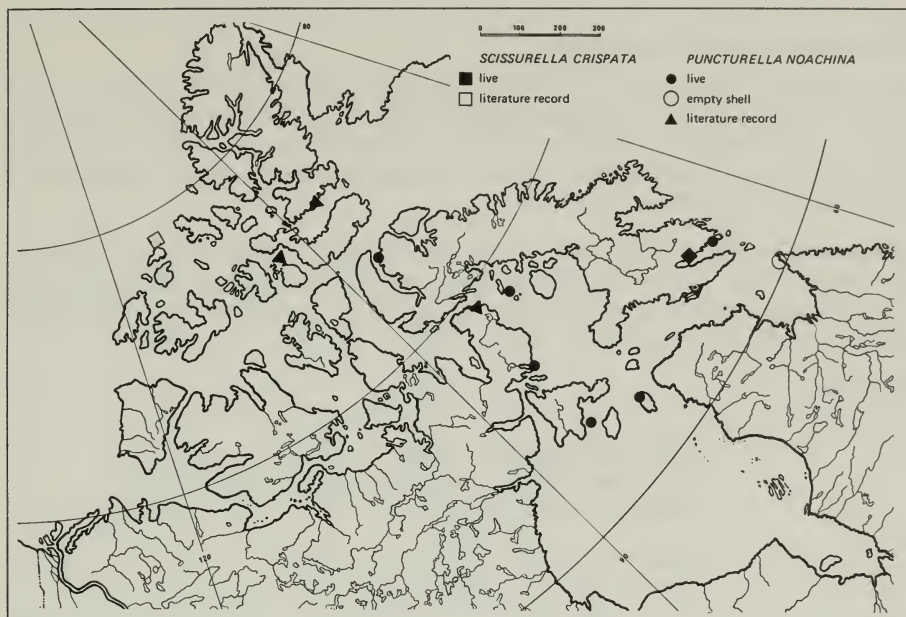 80
0 100 200 300
SCISSURELLA CRISPATA
live
literature record
PUNCTURELLA NOACHINA
live
empty shell
literature record
60
120
90